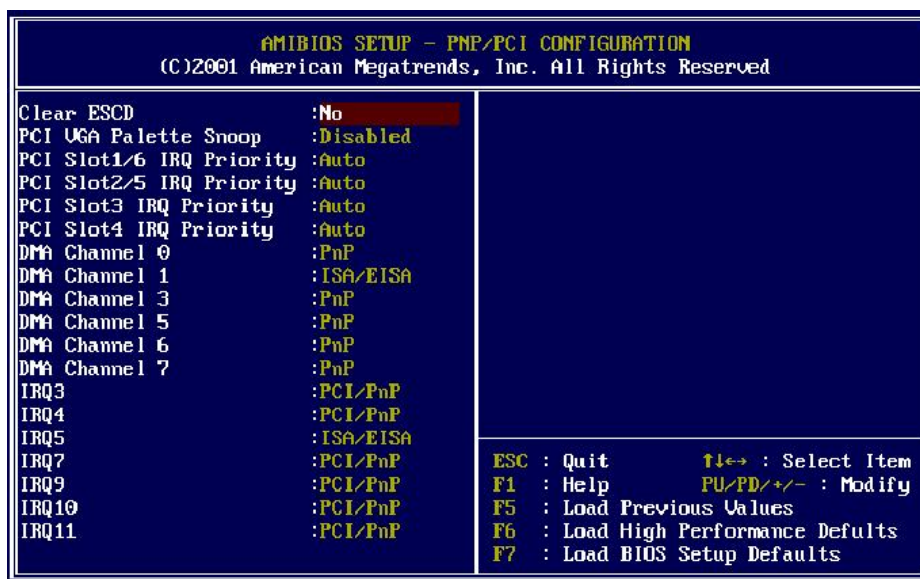 AMIBIOS SETUP - PNP/PCI CONFIGURATION
(C)2001 American Megatrends, Inc. All Rights Reserved
Clear ESCD :No
PCI VGA Palette Snoop :Disabled
PCI Slot1/6 IRQ Priority :Auto
PCI Slot2/5 IRQ Priority :Auto
PCI Slot3 IRQ Priority :Auto
PCI Slot4 IRQ Priority :Auto
DMA Channel 0 :PnP
DMA Channel 1 :ISA/EISA
DMA Channel 3 :PnP
DMA Channel 5 :PnP
DMA Channel 6 :PnP
DMA Channel 7 :PnP
IRQ3 :PCI/PnP
IRQ4 :PCI/PnP
IRQ5 :ISA/EISA
IRQ7 :PCI/PnP
IRQ9 :PCI/PnP
IRQ10 :PCI/PnP
IRQ11 :PCI/PnP
ESC : Quit ↑↓←→ : Select Item
F1 : Help PU/PD/+/- : Modify
F5 : Load Previous Values
F6 : Load High Performance Defults
F7 : Load BIOS Setup Defaults